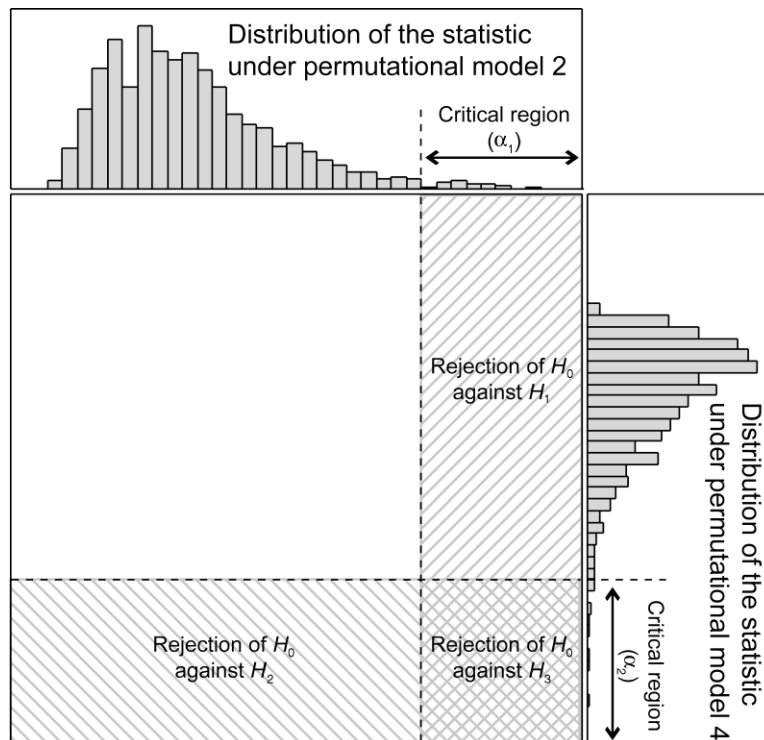 Distribution of the statistic
under permutational model 2
Critical region
(α₁)
Rejection of H₀
against H₁
Distribution of the statistic
under permutational model 4
Critical region
(α₂)
Rejection of H₀
against H₂
Rejection of H₀
against H₃